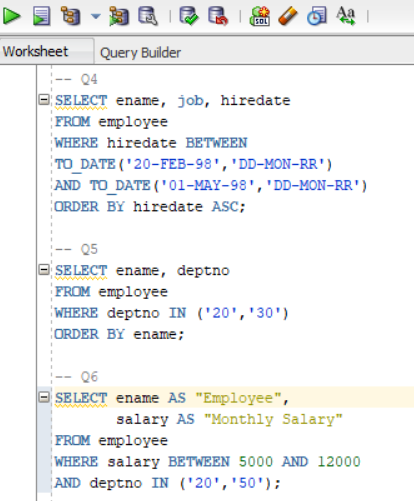 SQL
Aa
Worksheet Query Builder
-- Q4
SELECT ename, job, hiredate
FROM employee
WHERE hiredate BETWEEN
TO_DATE('20-FEB-98','DD-MON-RR')
AND TO_DATE('01-MAY-98','DD-MON-RR')
ORDER BY hiredate ASC;
-- Q5
SELECT ename, deptno
FROM employee
WHERE deptno IN ('20','30')
ORDER BY ename;
-- Q6
SELECT ename AS "Employee",
salary AS "Monthly Salary"
FROM employee
WHERE salary BETWEEN 5000 AND 12000
AND deptno IN ('20','50');